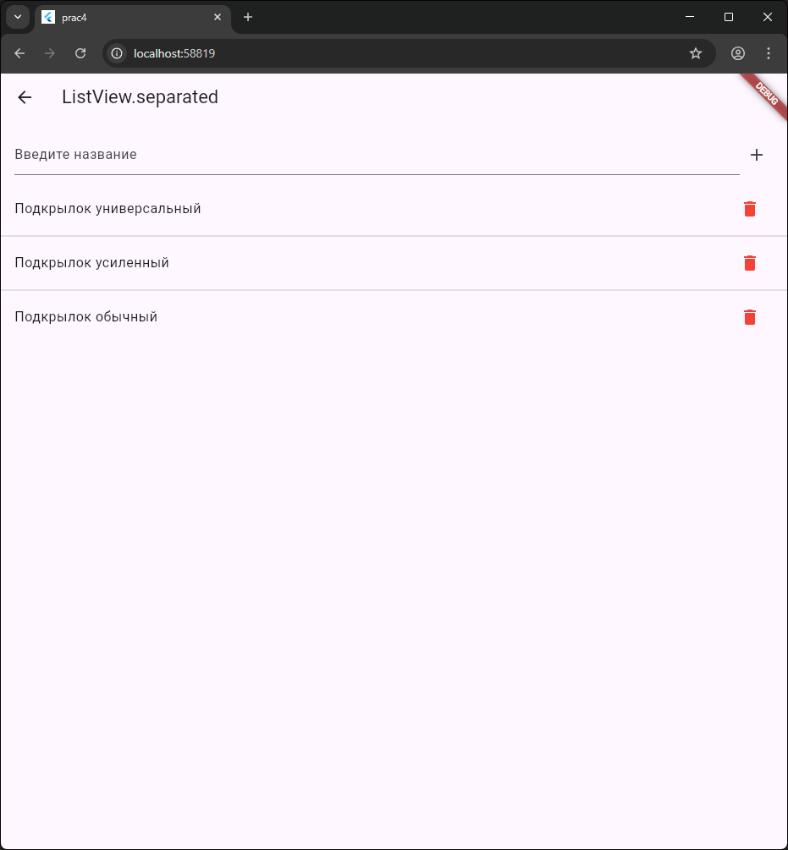 prac4
localhost:58819
ListView.separated
DEBUG
Введите название
Подкрылок универсальный
Подкрылок усиленный
Подкрылок обычный